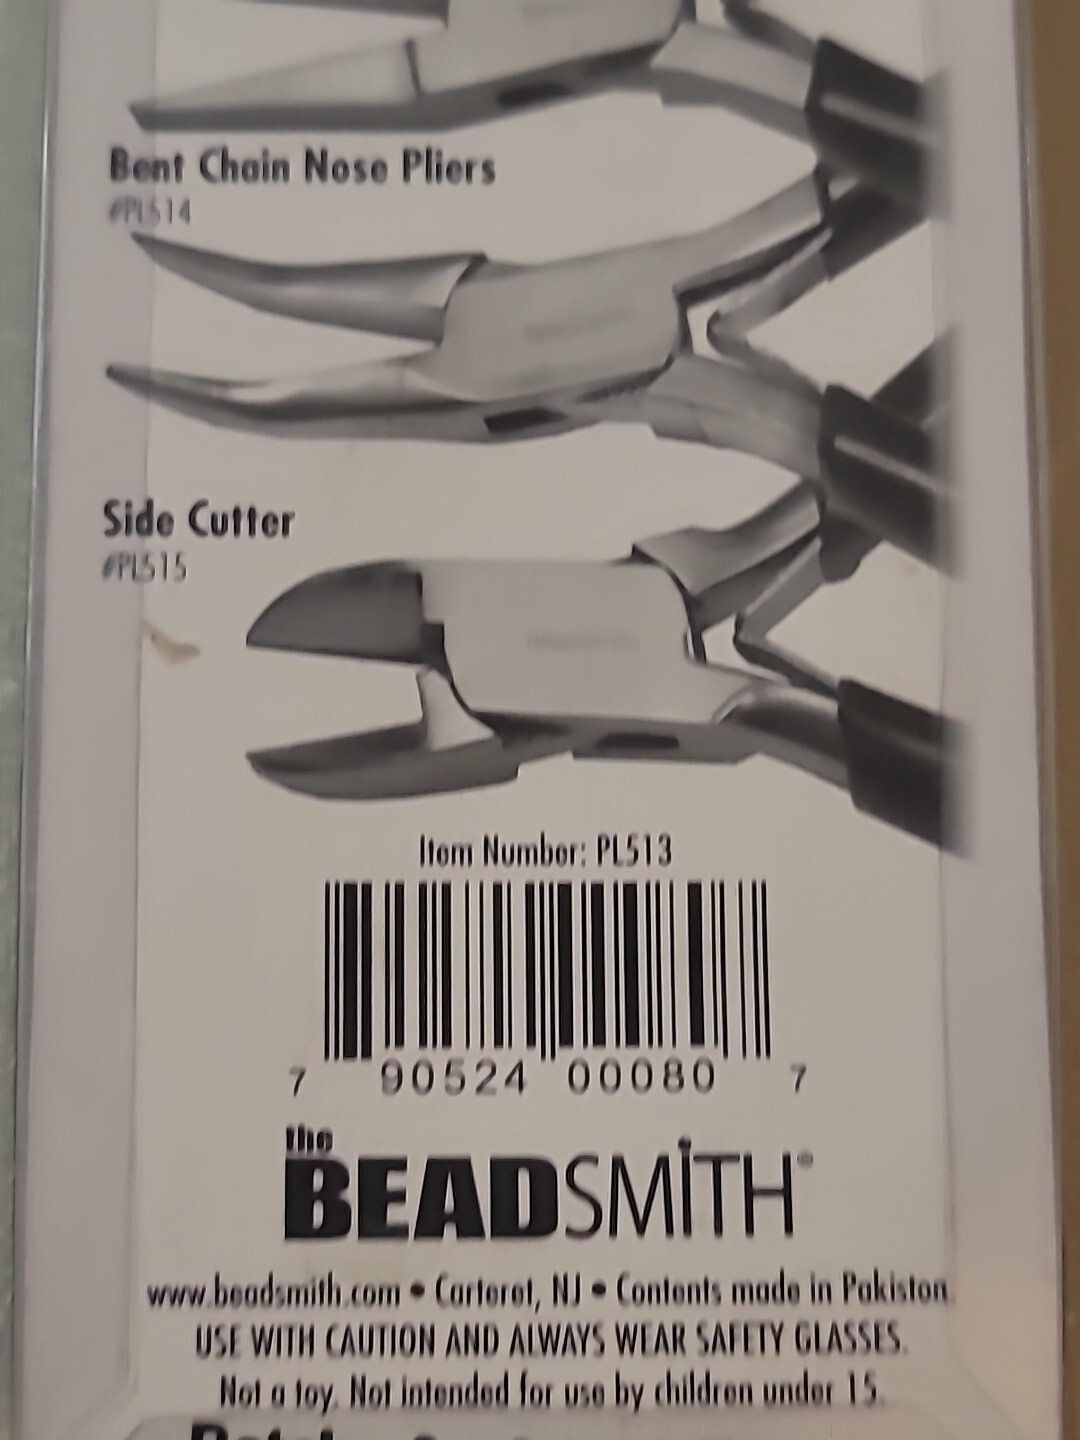 Bent Chain Nose Pliers
#PL514
Side Cutter
#PL515
Item Number: PL513
7 90524 00080 7
the
BEADSMiTH®
www.beadsmith.com • Carteret, NJ • Contents made in Pakistan.
USE WITH CAUTION AND ALWAYS WEAR SAFETY GLASSES.
Not a toy. Not intended for use by children under 15.